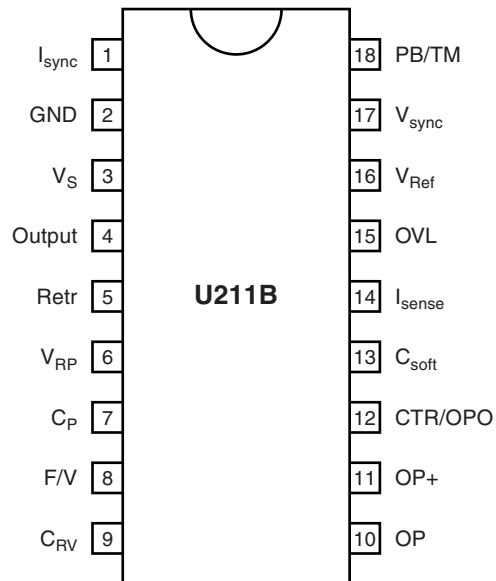 I_sync 1 18 PB/TM
GND 2 17 V_sync
V_S 3 16 V_Ref
Output 4 15 OVL
Retr 5 U211B 14 I_sense
V_RP 6 13 C_soft
C_P 7 12 CTR/OPO
F/V 8 11 OP+
C_RV 9 10 OP